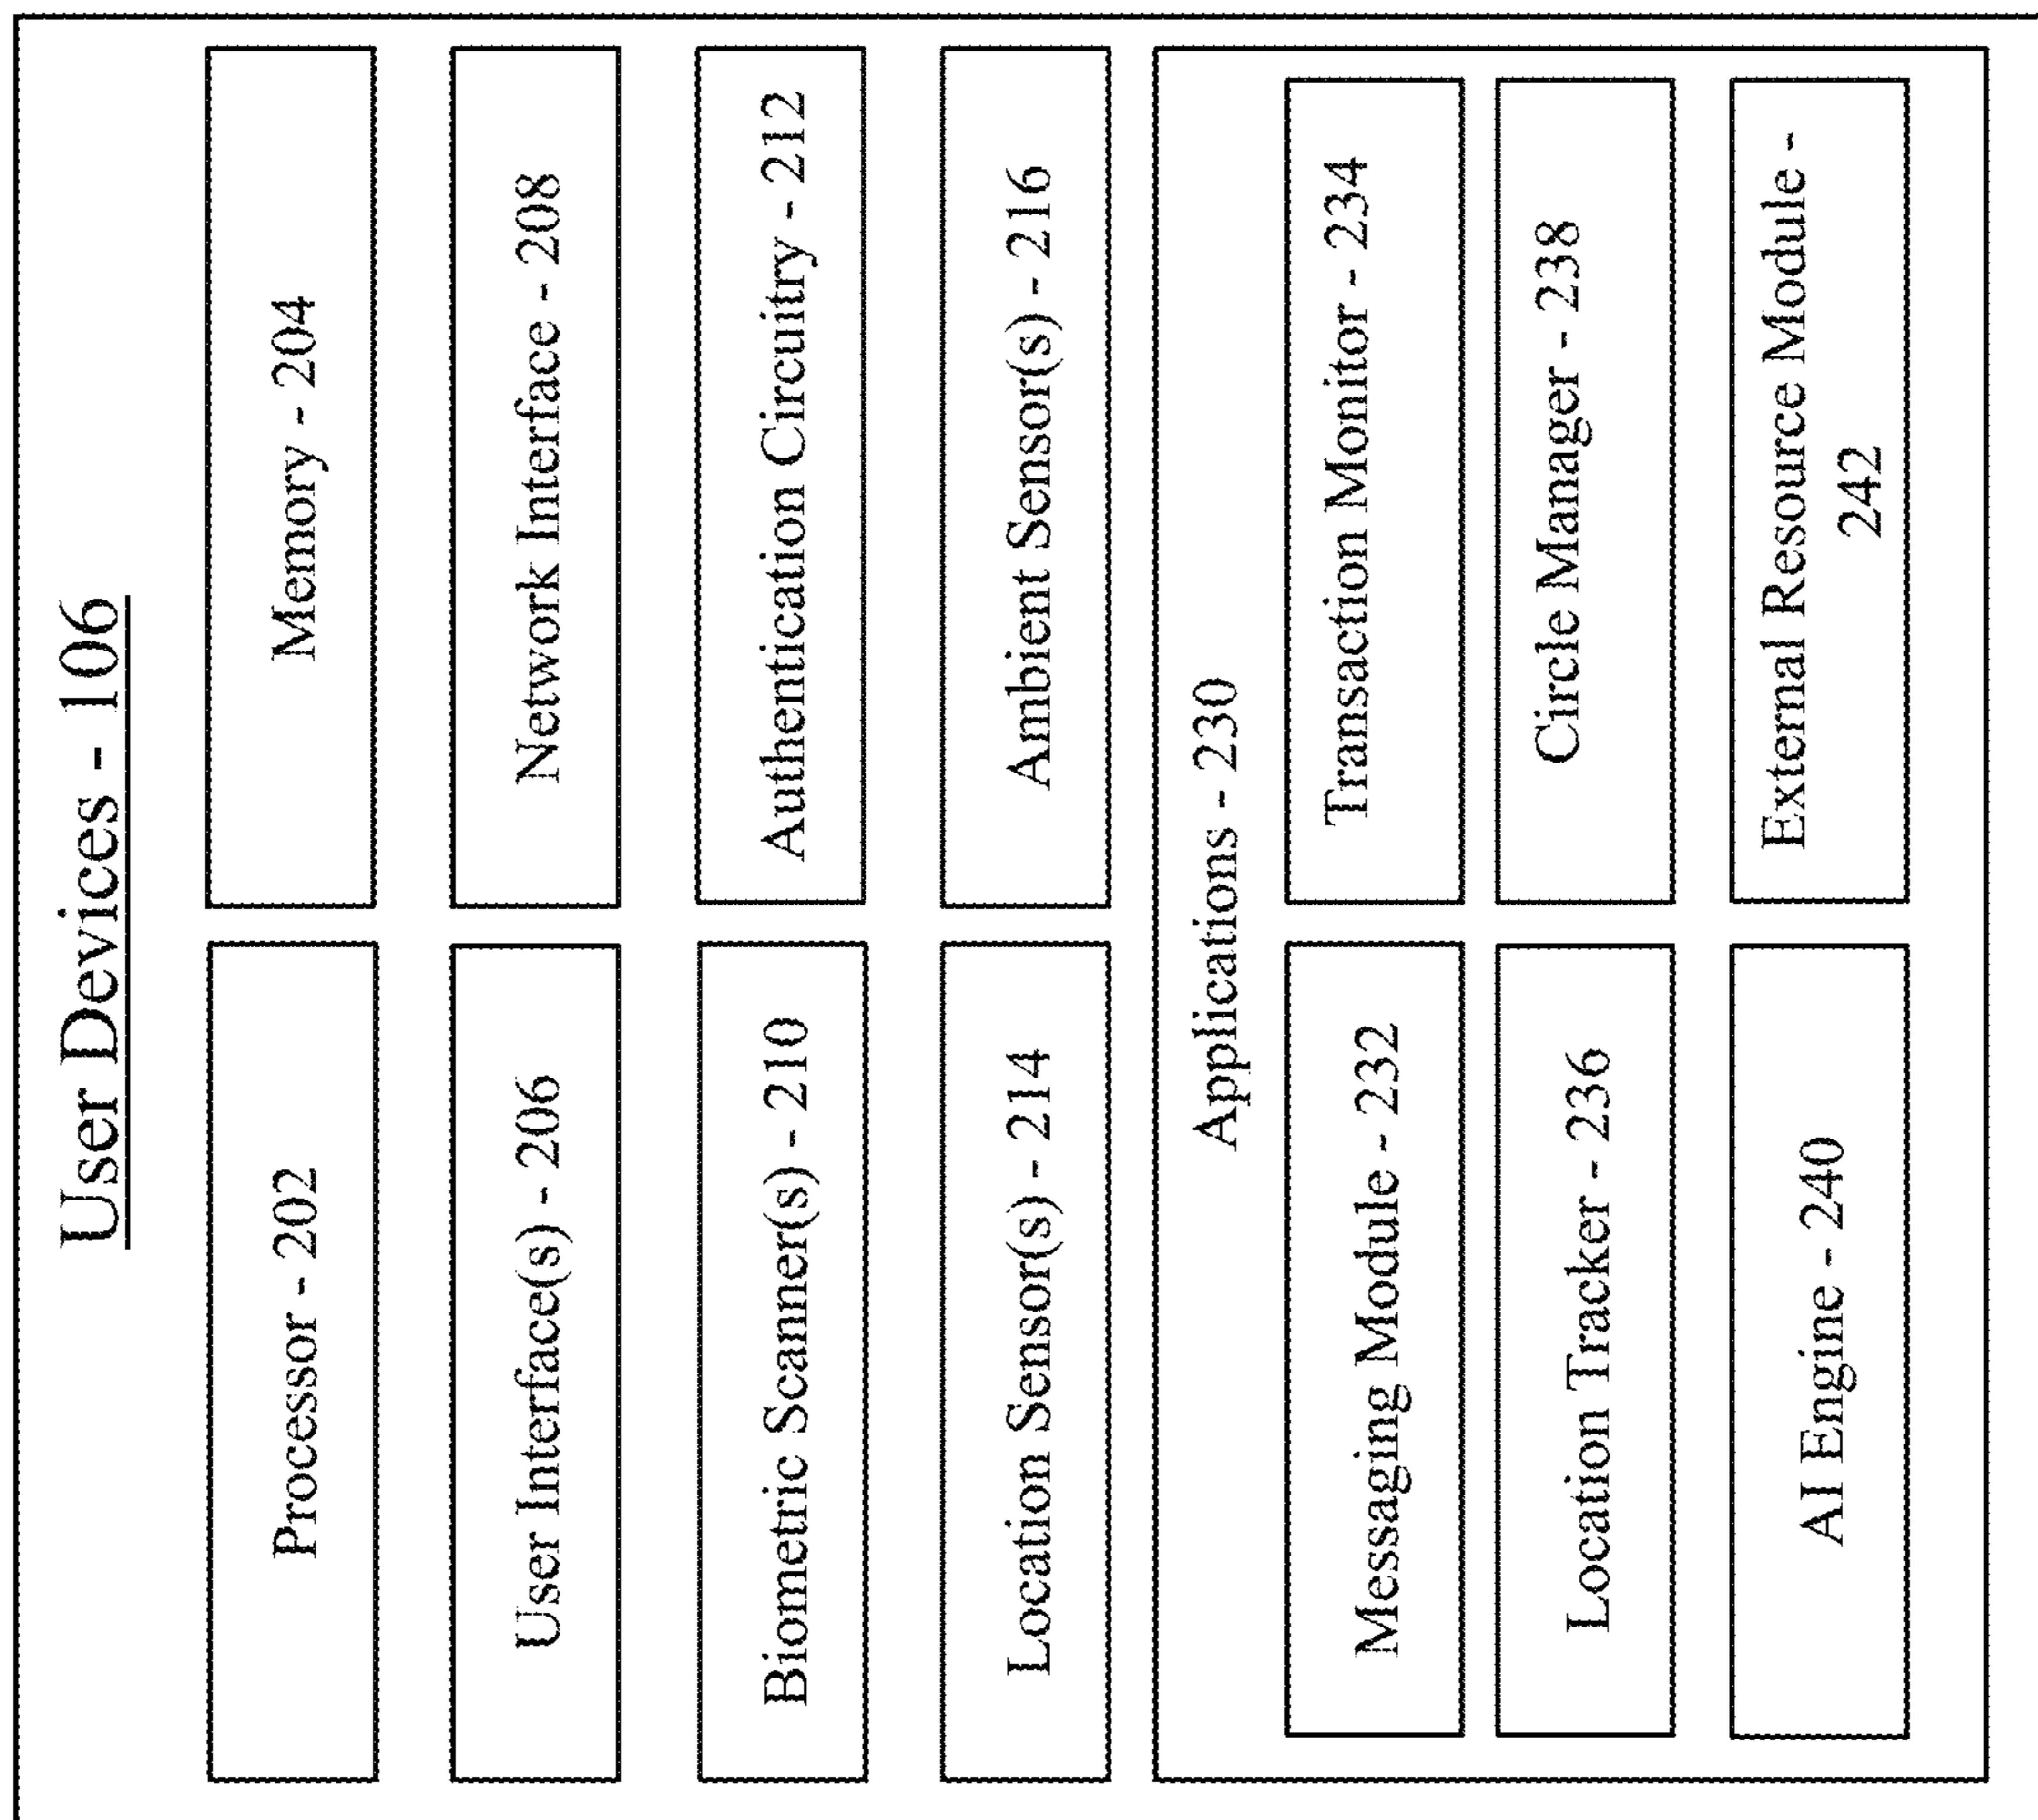 User Devices - 106
Processor - 202
Memory - 204
User Interface(s) - 206
Network Interface - 208
Biometric Scanner(s) - 210
Authentication Circuitry - 212
Location Sensor(s) - 214
Ambient Sensor(s) - 216
Applications - 230
Messaging Module - 232
Transaction Monitor - 234
Location Tracker - 236
Circle Manager - 238
AI Engine - 240
External Resource Module -
242